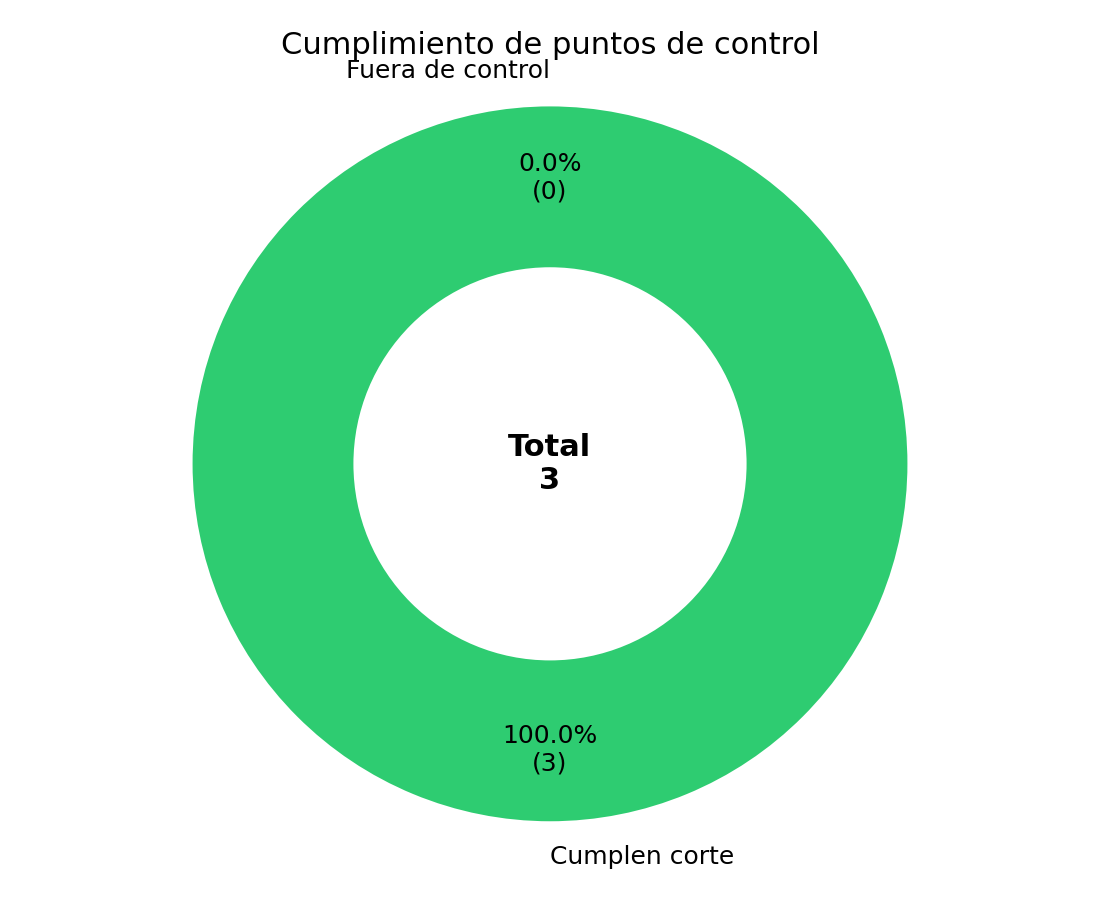 Cumplimiento de puntos de control
Fuera de control
0.0%
(0)
Total
3
100.0%
(3)
Cumplen corte